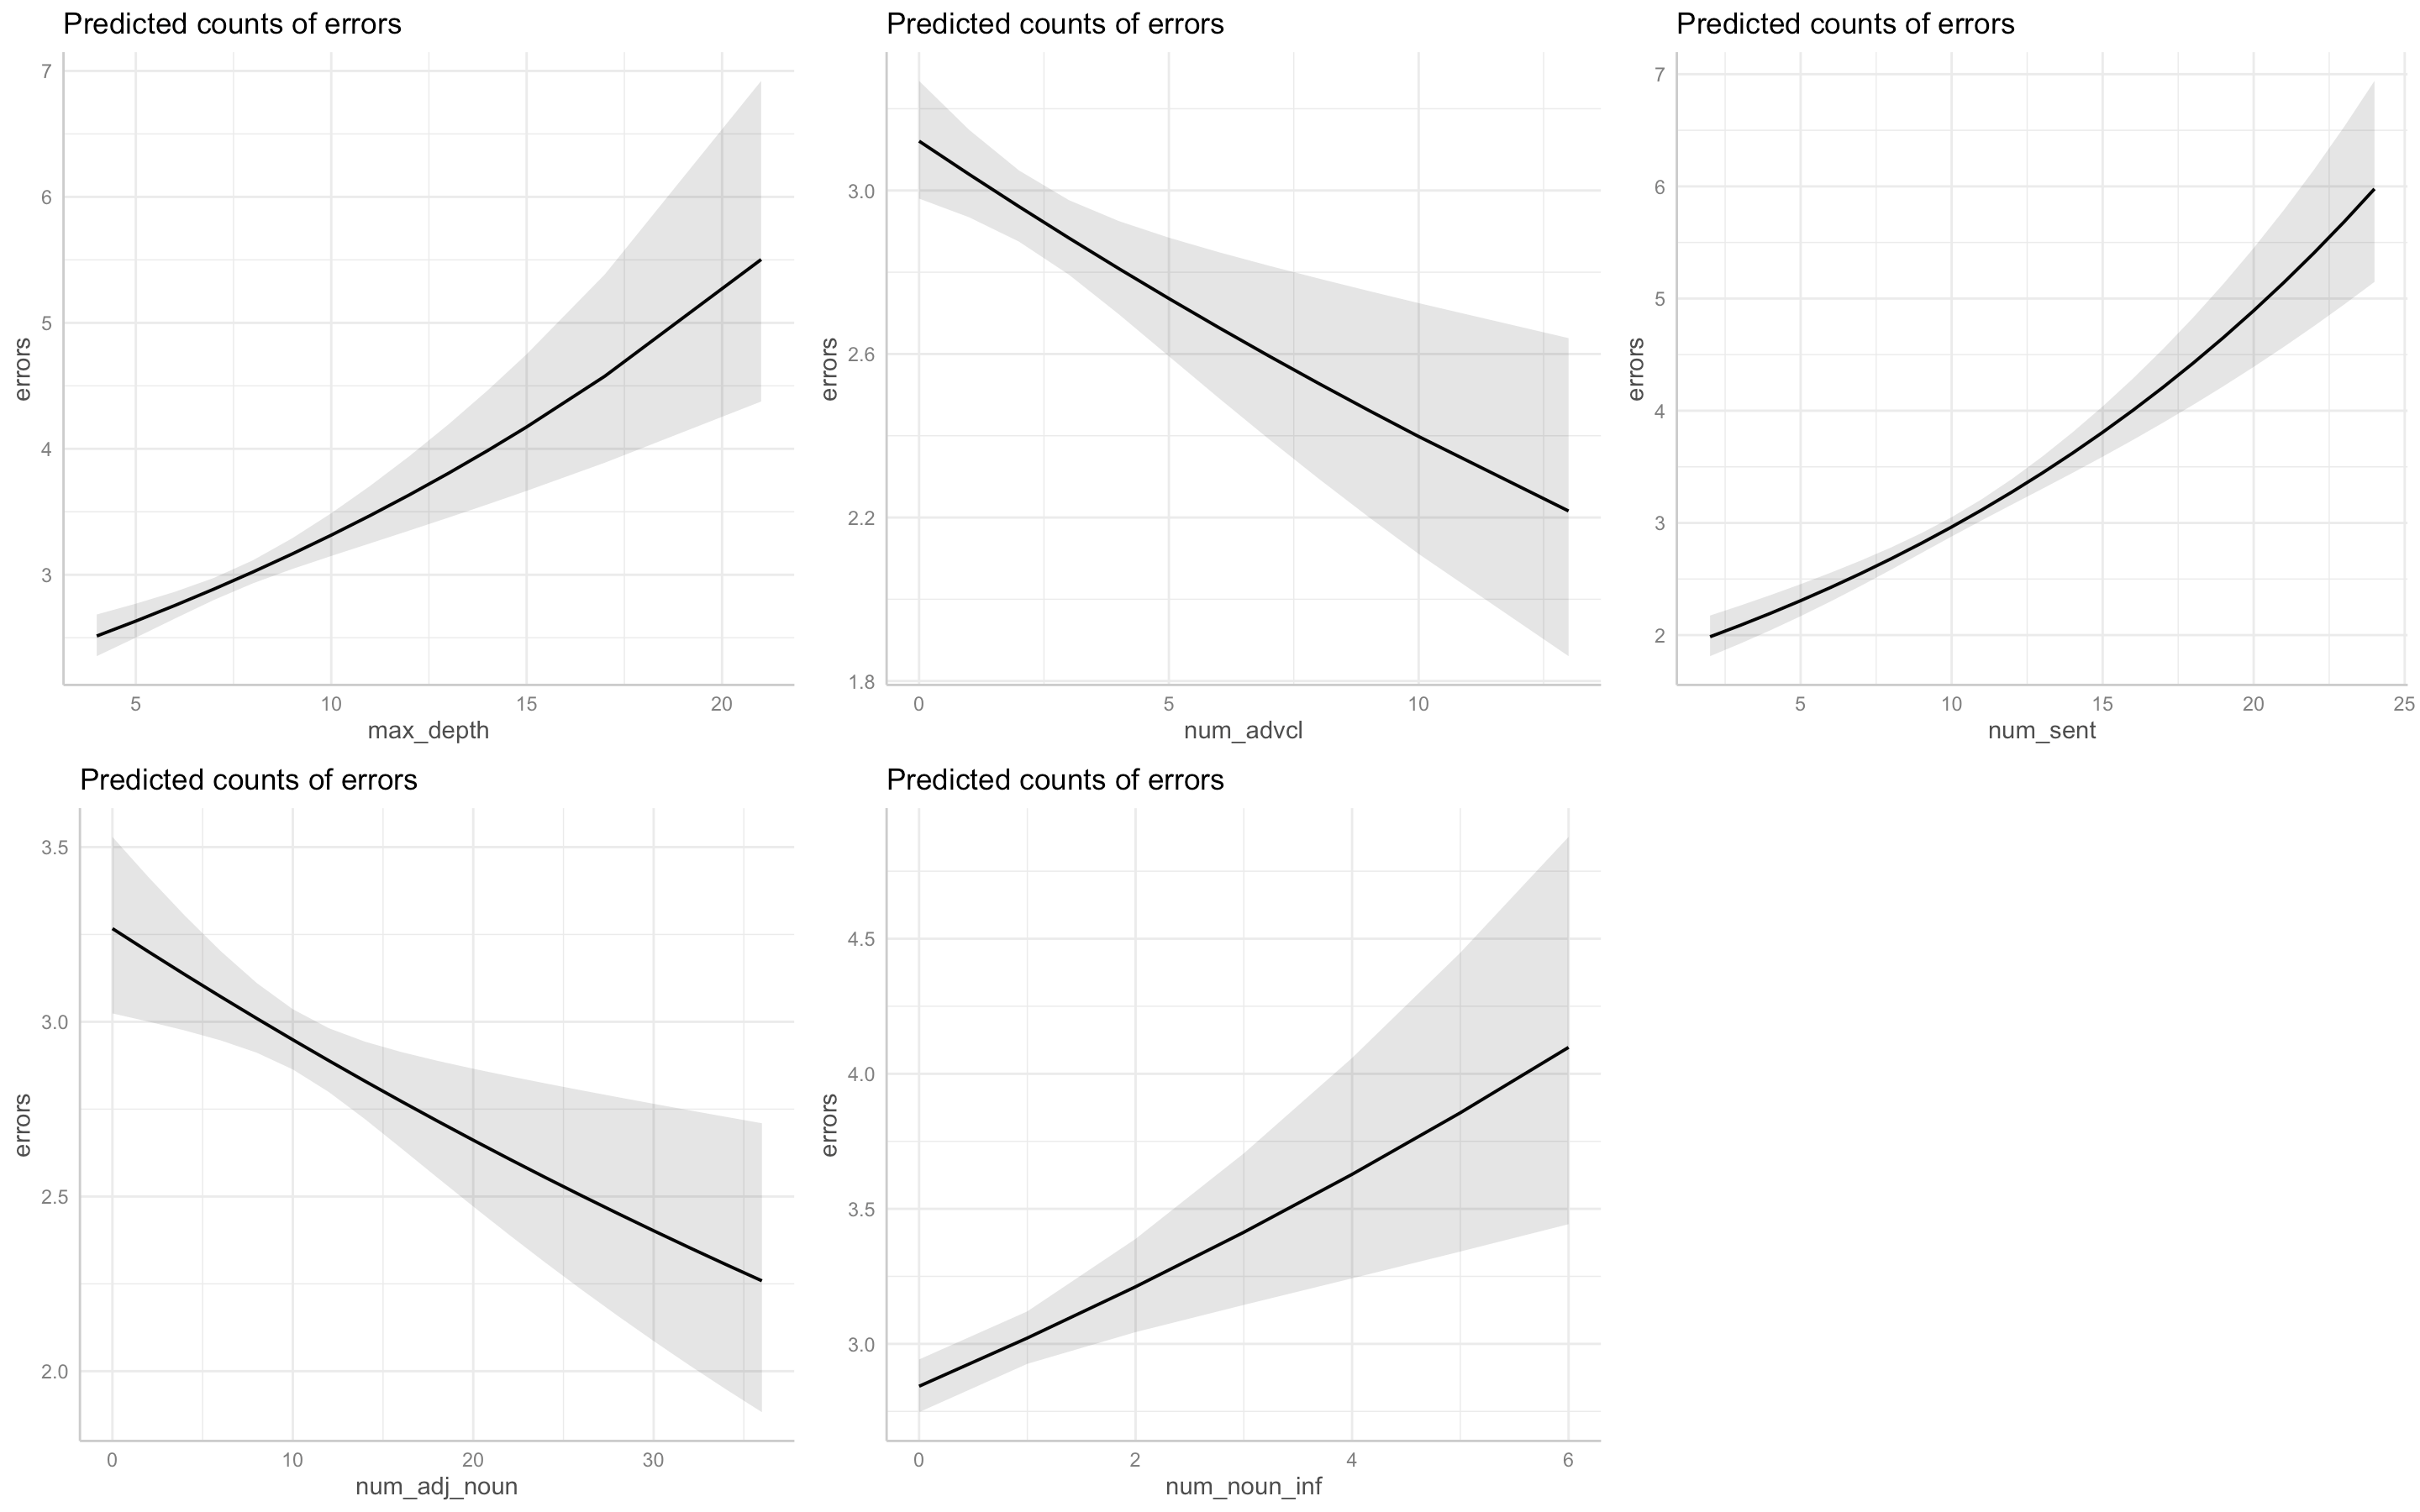 Predicted counts of errors
7
6
5
4
3
errors
5 10 15 20
max_depth
Predicted counts of errors
3.0
2.6
2.2
1.8
errors
0 5 10
num_advcl
Predicted counts of errors
7
6
5
4
3
2
errors
5 10 15 20 25
num_sent
Predicted counts of errors
3.5
3.0
2.5
2.0
errors
0 10 20 30
num_adj_noun
Predicted counts of errors
4.5
4.0
3.5
3.0
errors
0 2 4 6
num_noun_inf